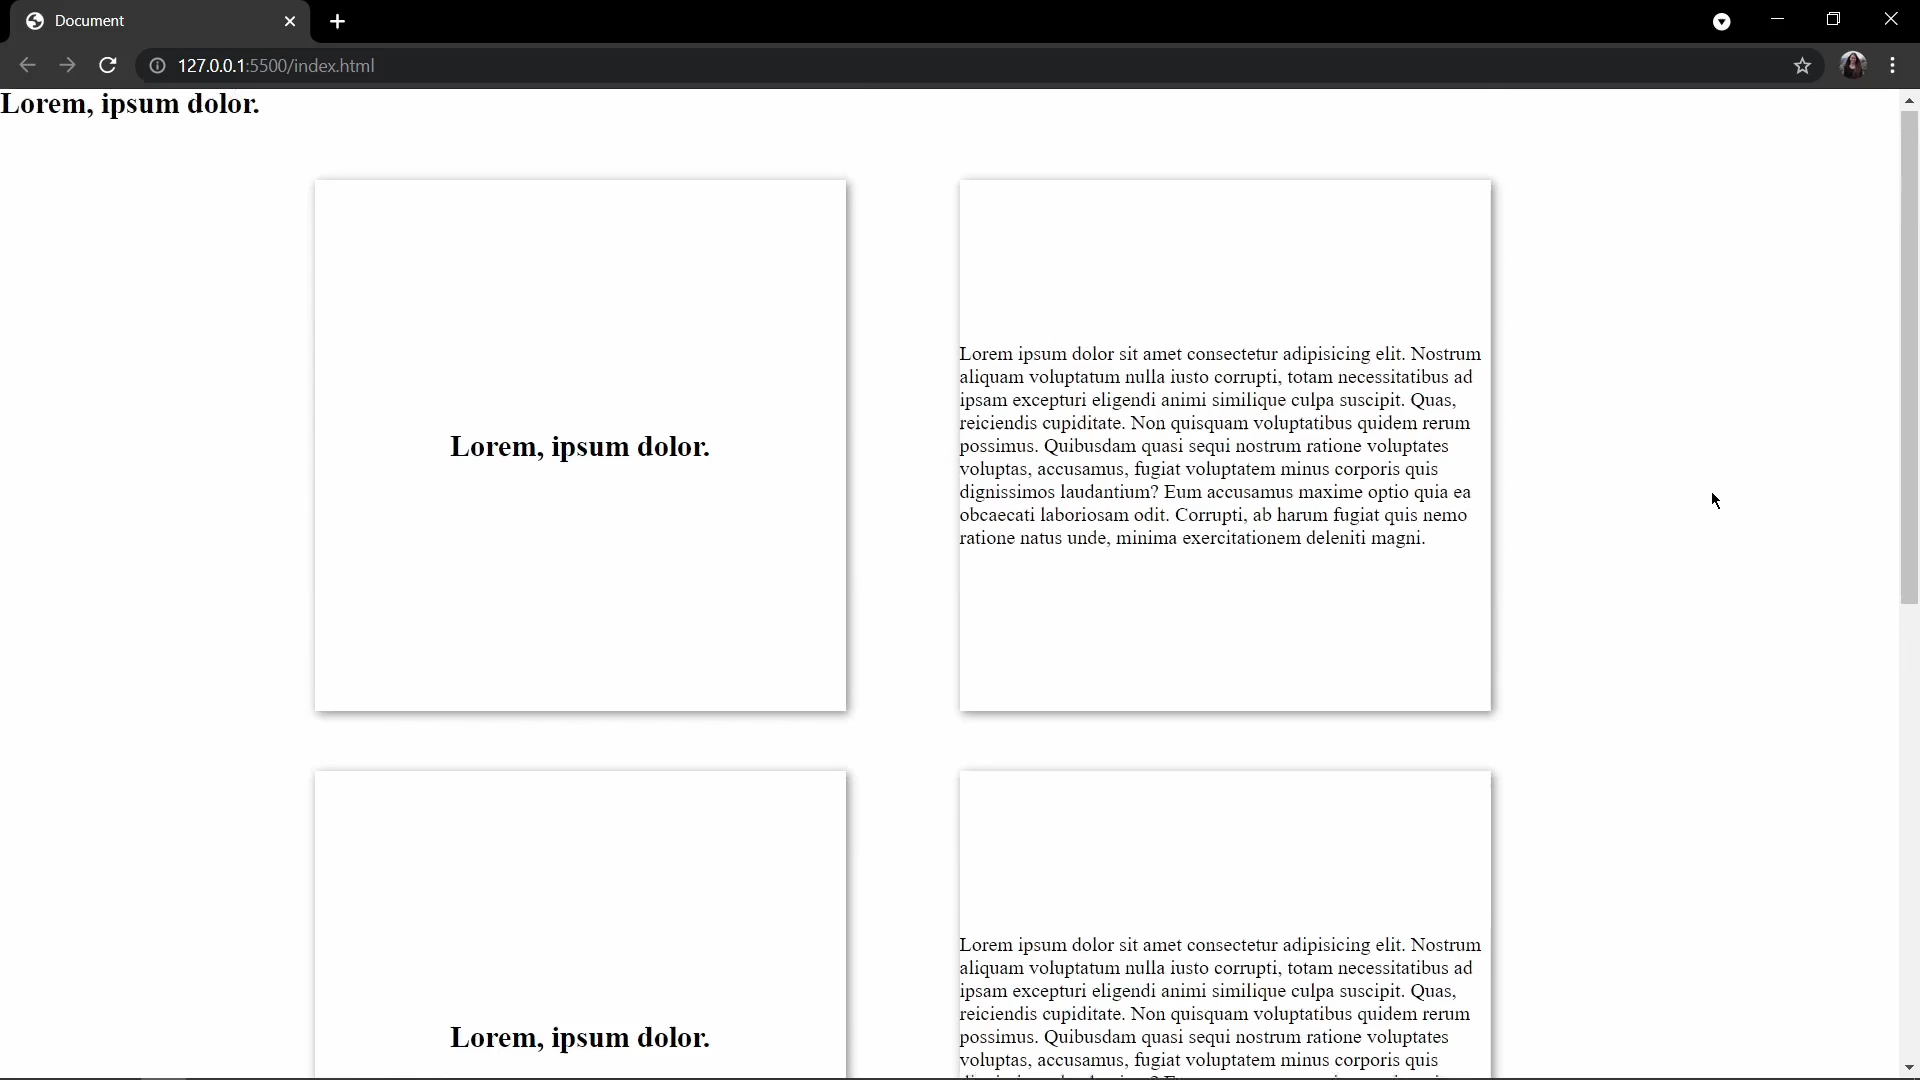 Document
127.0.0.1:5500/index.html
Lorem, ipsum dolor.
Lorem, ipsum dolor.
Lorem ipsum dolor sit amet consectetur adipisicing elit. Nostrum
aliquam voluptatum nulla iusto corrupti, totam necessitatibus ad
ipsam excepturi eligendi animi similique culpa suscipit. Quas,
reiciendis cupiditate. Non quisquam voluptatibus quidem rerum
possimus. Quibusdam quasi sequi nostrum ratione voluptates
voluptas, accusamus, fugiat voluptatem minus corporis quis
dignissimos laudantium? Eum accusamus maxime optio quia ea
obcaecati laboriosam odit. Corrupti, ab harum fugiat quis nemo
ratione natus unde, minima exercitationem deleniti magni.
Lorem, ipsum dolor.
Lorem ipsum dolor sit amet consectetur adipisicing elit. Nostrum
aliquam voluptatum nulla iusto corrupti, totam necessitatibus ad
ipsam excepturi eligendi animi similique culpa suscipit. Quas,
reiciendis cupiditate. Non quisquam voluptatibus quidem rerum
possimus. Quibusdam quasi sequi nostrum ratione voluptates
voluptas, accusamus, fugiat voluptatem minus corporis quis